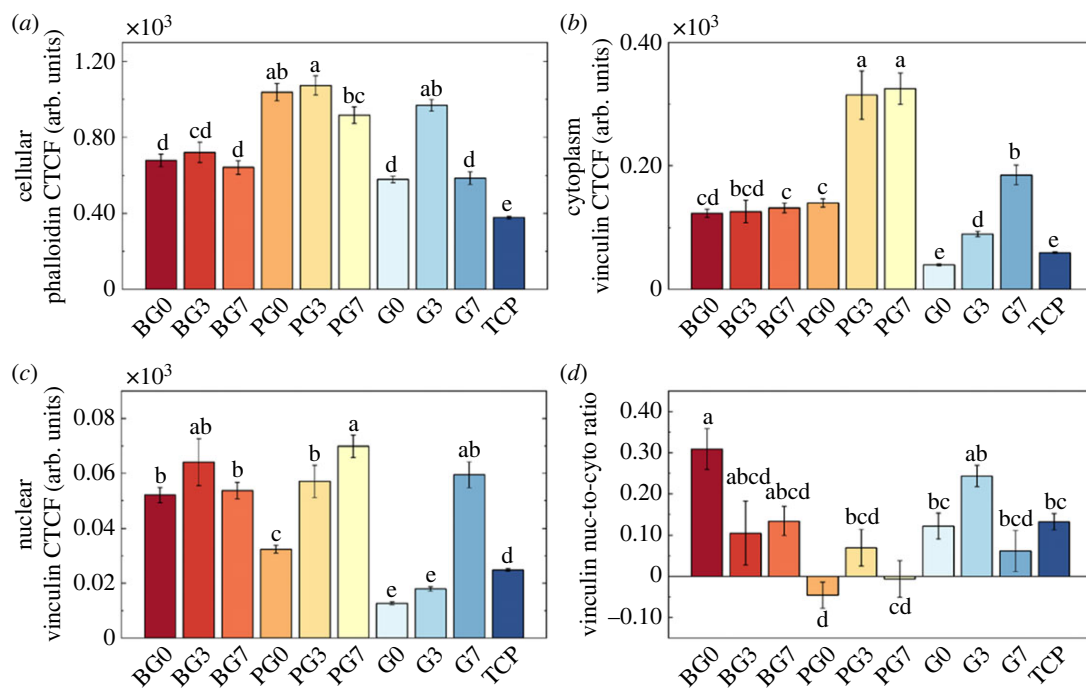 (a)
×10³
cellular
phalloidin CTCF (arb. units)
1.20
0.80
0.40
0
d
cd
d
ab
a
bc
d
ab
d
e
BG0 BG3 BG7 PG0 PG3 PG7 G0 G3 G7 TCP
(b)
×10³
cytoplasm
vinculin CTCF (arb. units)
0.40
0.20
0
cd
bcd
c
c
a
a
e
d
b
e
BG0 BG3 BG7 PG0 PG3 PG7 G0 G3 G7 TCP
(c)
×10³
nuclear
vinculin CTCF (arb. units)
0.08
0.06
0.04
0.02
0
b
ab
b
c
b
a
e
e
ab
d
BG0 BG3 BG7 PG0 PG3 PG7 G0 G3 G7 TCP
(d)
vinculin nuc-to-cyto ratio
0.40
0.30
0.20
0.10
0
−0.10
a
abcd
abcd
d
bcd
cd
bc
ab
bcd
bc
BG0 BG3 BG7 PG0 PG3 PG7 G0 G3 G7 TCP